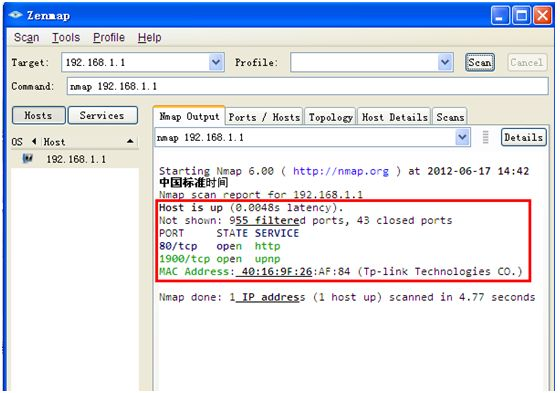 Zenmap
Scan Tools Profile Help
Target: 192.168.1.1 Profile: Scan Cancel
Command: nmap 192.168.1.1
Hosts Services Nmap Output Ports / Hosts Topology Host Details Scans
OS Host nmap 192.168.1.1 Details
192.168.1.1
Starting Nmap 6.00 ( http://nmap.org ) at 2012-06-17 14:42
中国标准时间
Nmap scan report for 192.168.1.1
Host is up (0.0048s latency).
Not shown: 955 filtered ports, 43 closed ports
PORT STATE SERVICE
80/tcp open http
1900/tcp open upnp
MAC Address: 40:16:9F:26:AF:84 (Tp-link Technologies CO.)
Nmap done: 1 IP address (1 host up) scanned in 4.77 seconds